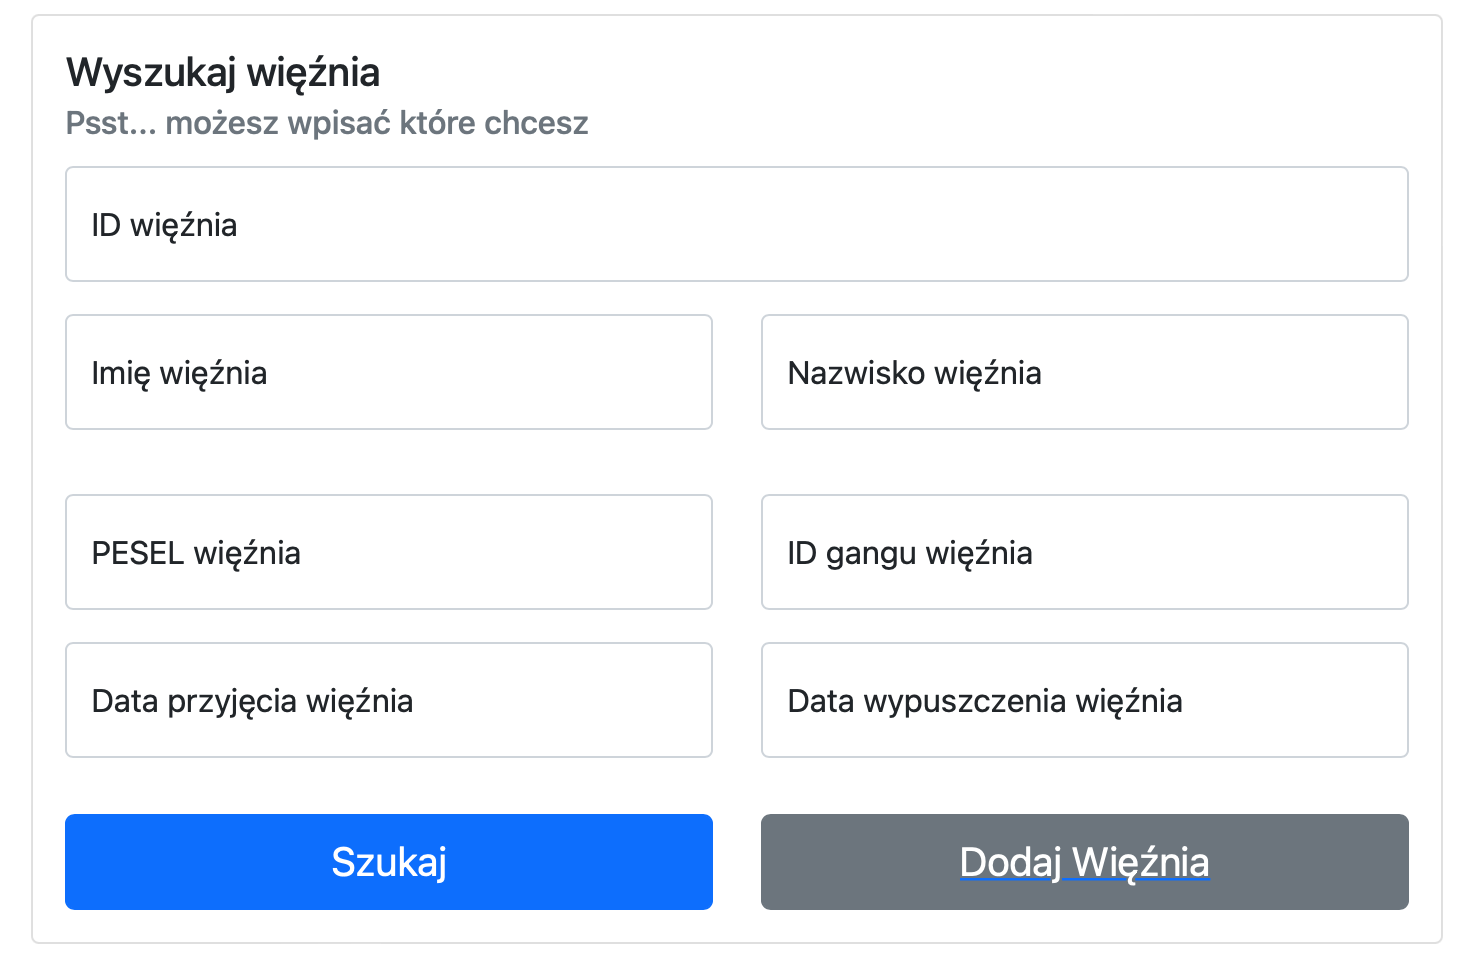 Wyszukaj więźnia
Psst... możesz wpisać które chcesz
ID więźnia
Imię więźnia
Nazwisko więźnia
PESEL więźnia
ID gangu więźnia
Data przyjęcia więźnia
Data wypuszczenia więźnia
Szukaj
Dodaj Więźnia